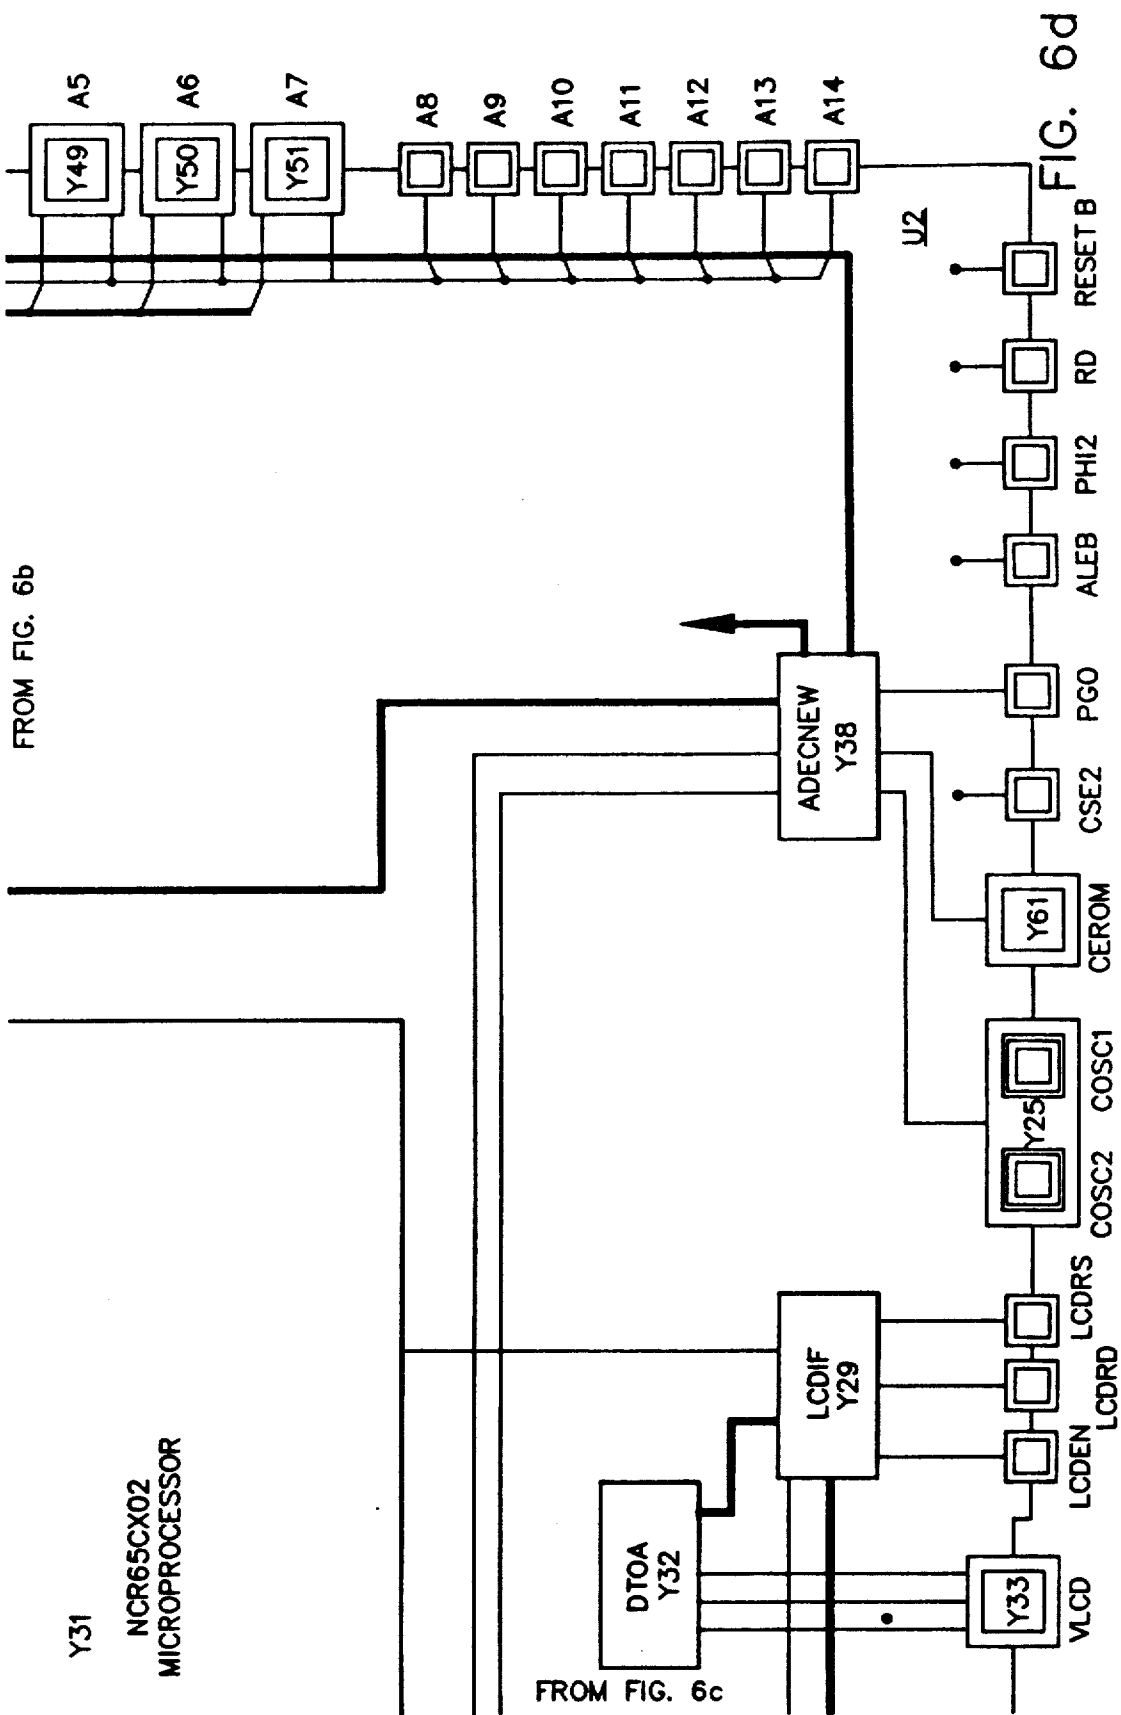 FROM FIG. 6b
A5
Y49
A6
Y50
A7
Y51
A8
A9
A10
A11
A12
A13
A14
U2
Y31
NCR65CX02
MICROPROCESSOR
ADECNEW
Y38
LCDIF
Y29
DTOA
Y32
FROM FIG. 6c
Y33
VLCD
LCDEN
LCDRD
LCDRS
Y25
COSC2
COSC1
Y61
CEROM
CSE2
PGO
ALEB
PHI2
RD
RESET B
FIG. 6d